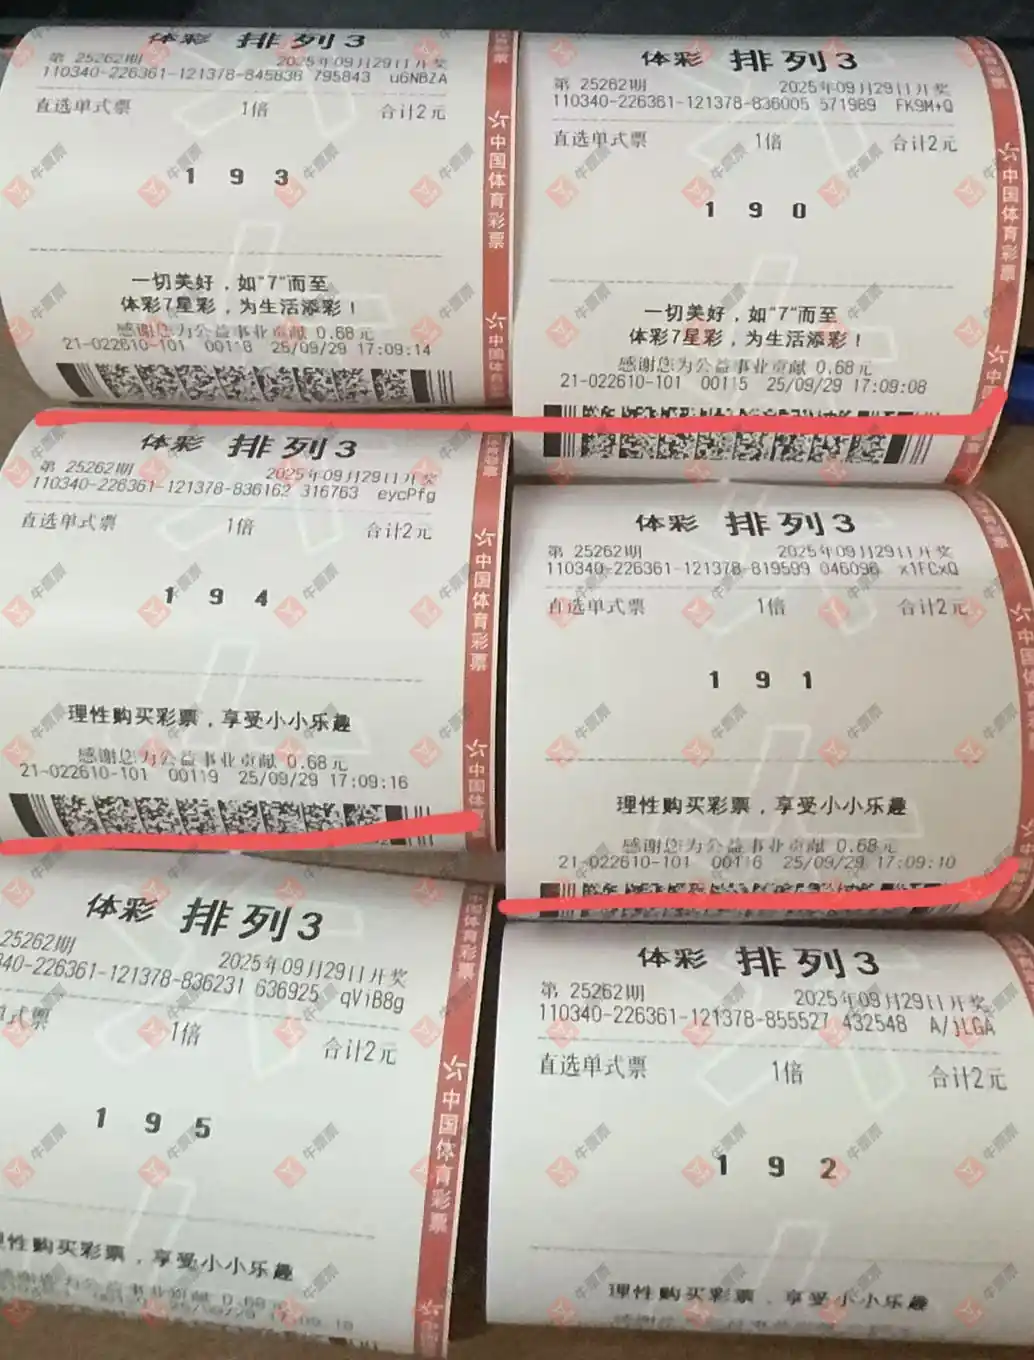 体彩 排列3
第 25262期 2025年09月29日开奖
110340-226361-121378-845836 795843 u6NBZA
直选单式票 1倍 合计2元
1 9 3
一切美好，如"7"而至
体彩7星彩，为生活添彩！
感谢您为公益事业贡献 0.68元
21-022610-101 00118 25/09/29 17:09:14
中国体育彩票
体彩 排列3
第 25262期 2025年09月29日开奖
110340-226361-121378-836005 571989 FK9M+Q
直选单式票 1倍 合计2元
1 9 0
一切美好，如"7"而至
体彩7星彩，为生活添彩！
感谢您为公益事业贡献 0.68元
21-022610-101 00115 25/09/29 17:09:08
中国体育彩票
体彩 排列3
第 25262期 2025年09月29日开奖
110340-226361-121378-836162 316763 eycPfg
直选单式票 1倍 合计2元
1 9 4
理性购买彩票，享受小小乐趣
感谢您为公益事业贡献 0.68元
21-022610-101 00119 25/09/29 17:09:16
中国体育彩票
体彩 排列3
第 25262期 2025年09月29日开奖
110340-226361-121378-819599 046096 x1FCxQ
直选单式票 1倍 合计2元
1 9 1
理性购买彩票，享受小小乐趣
感谢您为公益事业贡献 0.68元
21-022610-101 00116 25/09/29 17:09:10
体彩 排列3
25262期 2025年09月29日开奖
40-226361-121378-836231 636925 qViB8g
式票 1倍 合计2元
1 9 5
性购买彩票，享受小小乐趣
中国体育彩票
体彩 排列3
第 25262期 2025年09月29日开奖
110340-226361-121378-855527 432548 A/jLGA
直选单式票 1倍 合计2元
1 9 2
理性购买彩票，享受小小乐趣
牛票票